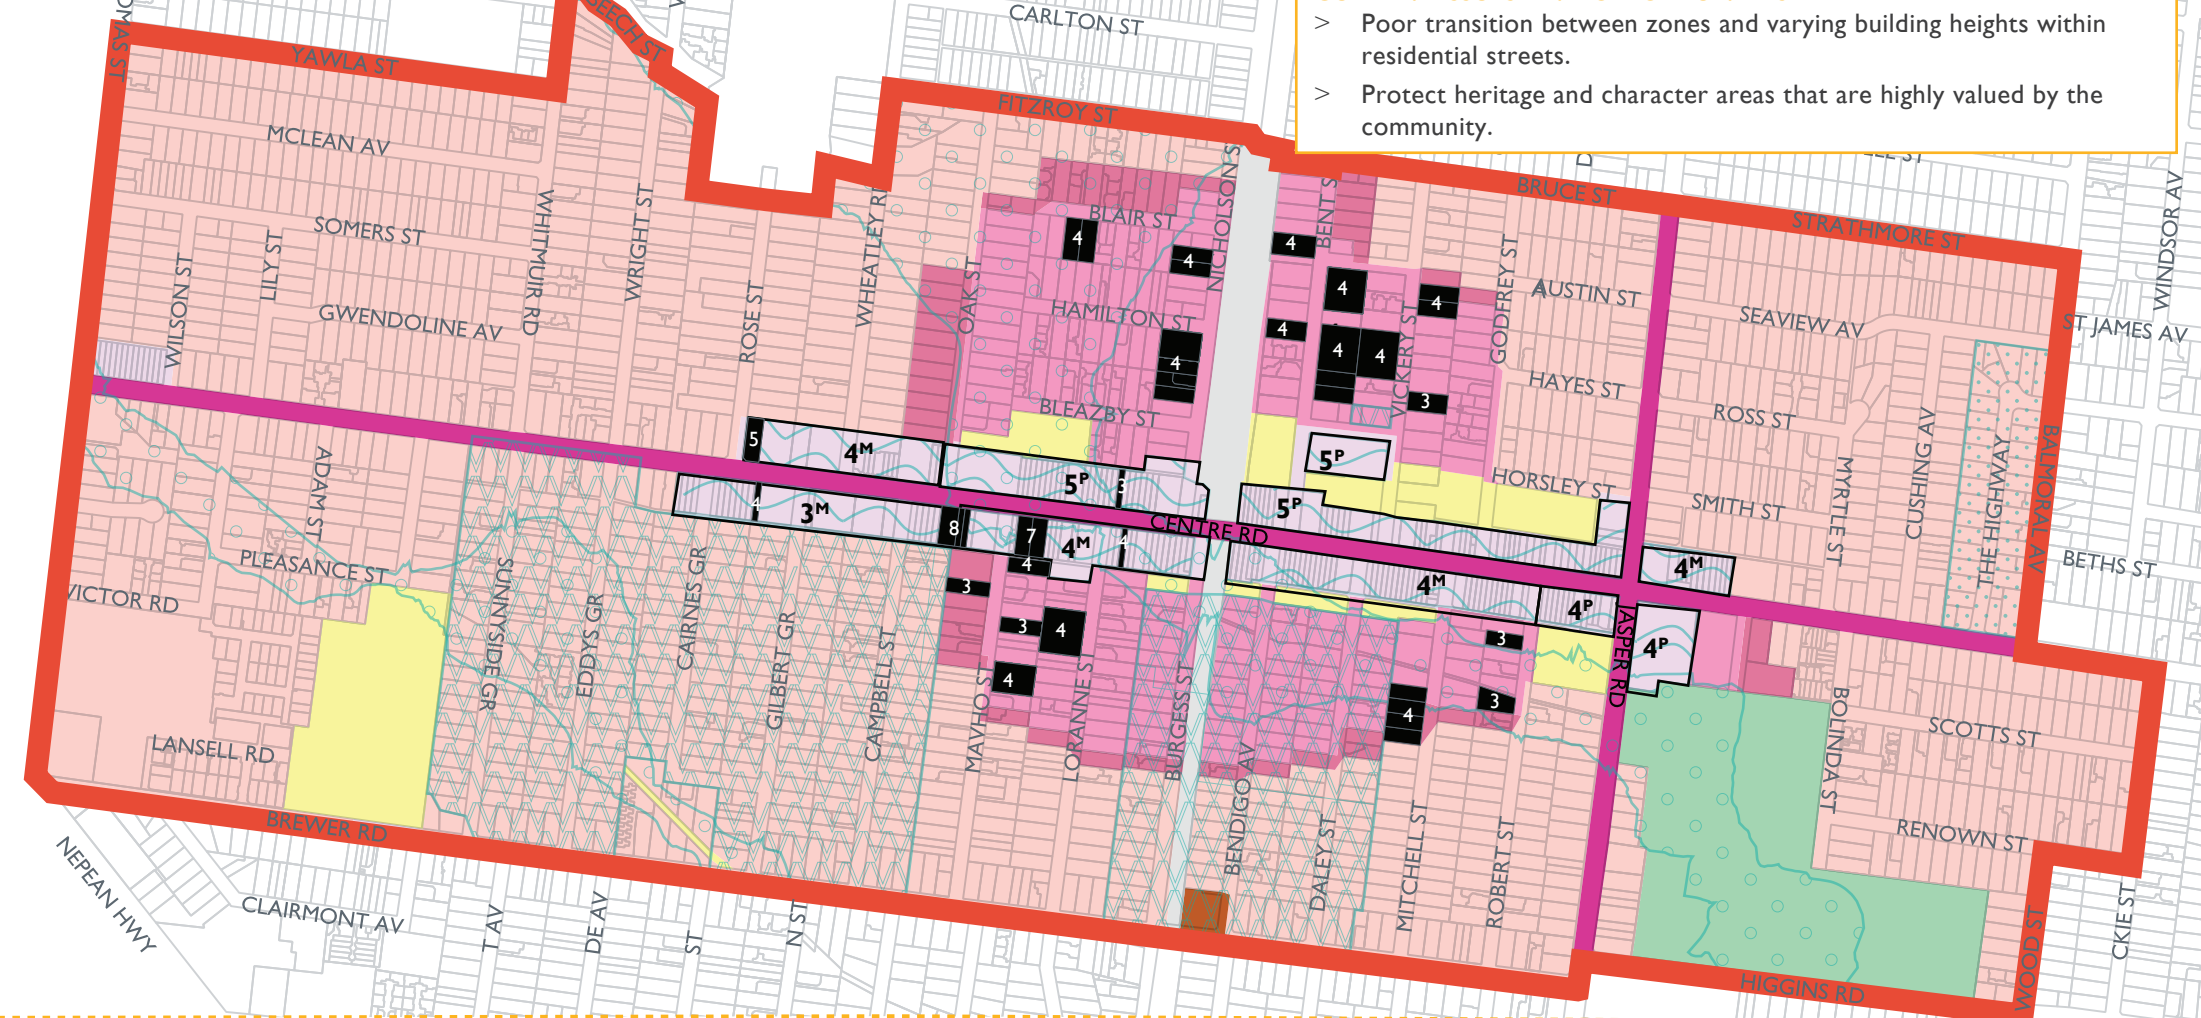 > Poor transition between zones and varying building heights within
residential streets.
> Protect heritage and character areas that are highly valued by the
community.
CARLTON ST
BEECH ST
YAWLA ST
FITZROY ST
MCLEAN AV
BRUCE ST
STRATHMORE ST
WINDSOR AV
SOMERS ST
WHITMUIR RD
WRIGHT ST
WHEATLEY RD
BLAIR ST
NICHOLSON S
BENT S
LILY ST
WILSON ST
GWENDOLINE AV
ROSE ST
OAK ST
HAMILTON ST
VICKERY ST
GODFREY ST
AUSTIN ST
SEAVIEW AV
ST JAMES AV
HAYES ST
ROSS ST
BLEAZBY ST
CUSHING AV
THE HIGHWAY
BALMORAL AV
HORSLEY ST
SMITH ST
MYRTLE ST
BETHS ST
4
4
4
4
4
4
4
4
4
3
5
4M
5P
3
5P
5P
4
3M
8
7
4M
4
4
CENTRE RD
4M
4P
4M
4P
JASPER RD
ADAM ST
PLEASANCE ST
VICTOR RD
SUNNYSIDE GR
EDDYS GR
CAIRNES GR
GILBERT GR
CAMPBELL ST
MAVHO ST
LORANNE ST
BURGESS ST
BENDIGO AV
DALEY ST
MITCHELL ST
ROBERT ST
3
3
4
4
3
3
4
BOLINDA ST
SCOTTS ST
RENOWN ST
LANSELL RD
BREWER RD
NEPEAN HWY
CLAIRMONT AV
T AV
DE AV
ST
N ST
HIGGINS RD
WOOD ST
CKIE ST